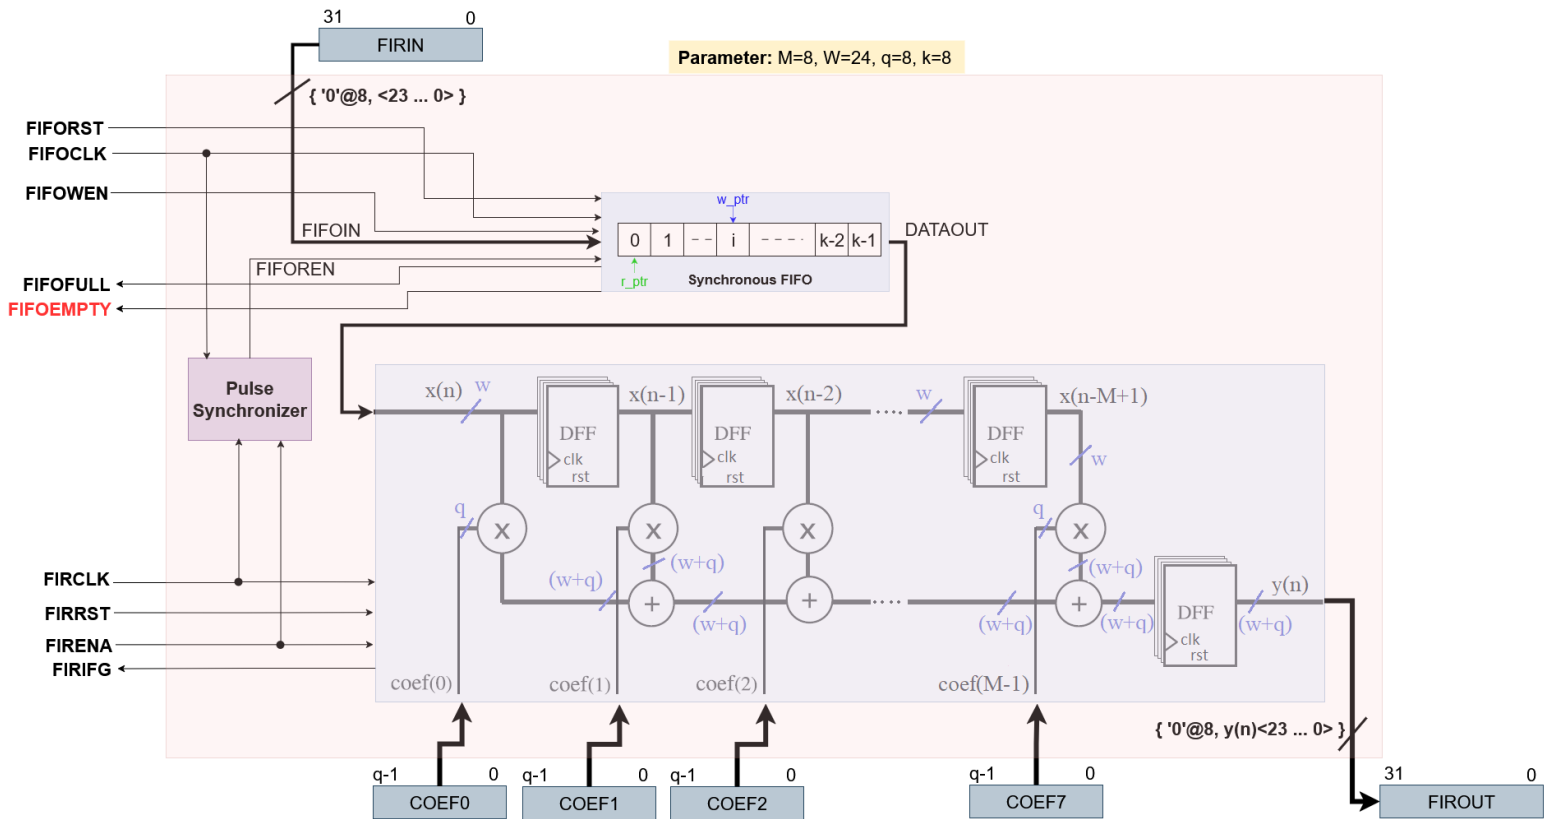 31 0
FIRIN
Parameter: M=8, W=24, q=8, k=8
{ '0'@8, <23 ... 0> }
FIFORST
FIFOCLK
FIFOWEN
w_ptr
FIFOIN
0 1 -- i ---- k-2 k-1
DATAOUT
FIFOREN
Synchronous FIFO
r_ptr
FIFOFULL
FIFOEMPTY
Pulse
Synchronizer
x(n) w x(n-1) x(n-2) .... w x(n-M+1)
DFF DFF DFF
clk clk clk w
rst rst rst
q q
X X X X
(w+q) (w+q) (w+q)
+ + .... +
(w+q) (w+q) (w+q) (w+q)
DFF
clk
rst
y(n)
FIRCLK
FIRRST
FIRENA
FIRIFG
coef(0) coef(1) coef(2) coef(M-1)
{ '0'@8, y(n)<23 ... 0> }
q-1 0 q-1 0 q-1 0 q-1 0 31 0
COEF0 COEF1 COEF2 COEF7 FIROUT